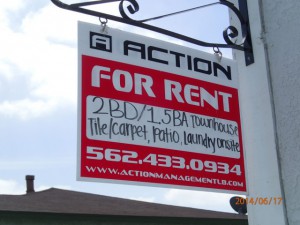 A ACTION
FOR RENT
2BD/1.5BA Townhouse
Tile/carpet, patio, laundry onsite
562.433.0934
WWW.ACTIONMANAGEMENTLB.COM
2014/06/17